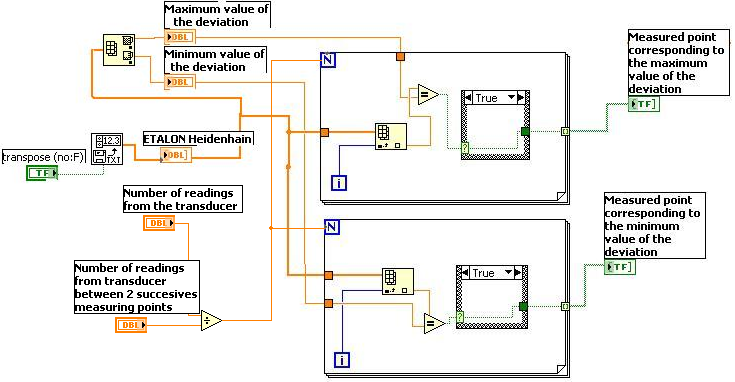 Maximum value of
the deviation
DBL
Minimum value of
the deviation
DBL
N
Measured point
corresponding to
the maximum
value of the
deviation
TF
=
True
12.3
TXT
ETALON Heidenhain
DBL
transpose (no:F)
TF
?
i
Number of readings
from the transducer
DBL
Measured point
corresponding to
the minimum
value of the
deviation
TF
N
Number of readings
from transducer
between 2 succesives
measuring points
DBL
÷
True
=
?
i